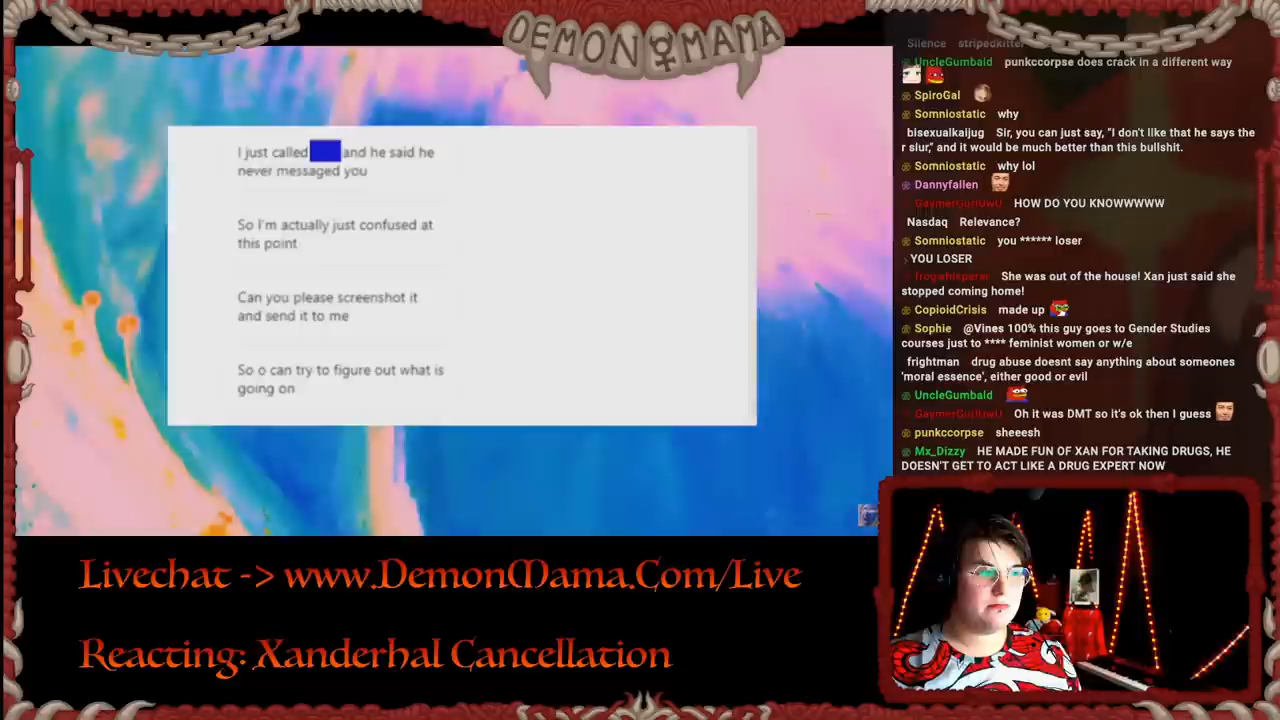 DEMON MAMA
I just called and he said he
never messaged you
So I'm actually just confused at
this point
Can you please screenshot it
and send it to me
So o can try to figure out what is
going on
Silence stripedkitter
UncleGumbaid punkccorpse does crack in a different way
SpiroGal
Somniostatic why
bisexualkaijug Sir, you can just say, "I don't like that he says the
r slur," and it would be much better than this bullshit.
Somniostatic why lol
Dannyfallen
GaymerGurlUwU HOW DO YOU KNOWWWWW
Nasdaq Relevance?
Somniostatic you ****** loser
YOU LOSER
frogwhisperer She was out of the house! Xan just said she
stopped coming home!
CopioidCrisis made up
Sophie @Vines 100% this guy goes to Gender Studies
courses just to **** feminist women or w/e
frightman drug abuse doesnt say anything about someones
'moral essence', either good or evil
UncleGumbaid
GaymerGurlUwU Oh it was DMT so it's ok then I guess
punkccorpse sheeesh
Mx_Dizzy HE MADE FUN OF XAN FOR TAKING DRUGS, HE
DOESN'T GET TO ACT LIKE A DRUG EXPERT NOW
Livechat -> www.DemonMama.Com/Live
Reacting: Xanderhal Cancellation